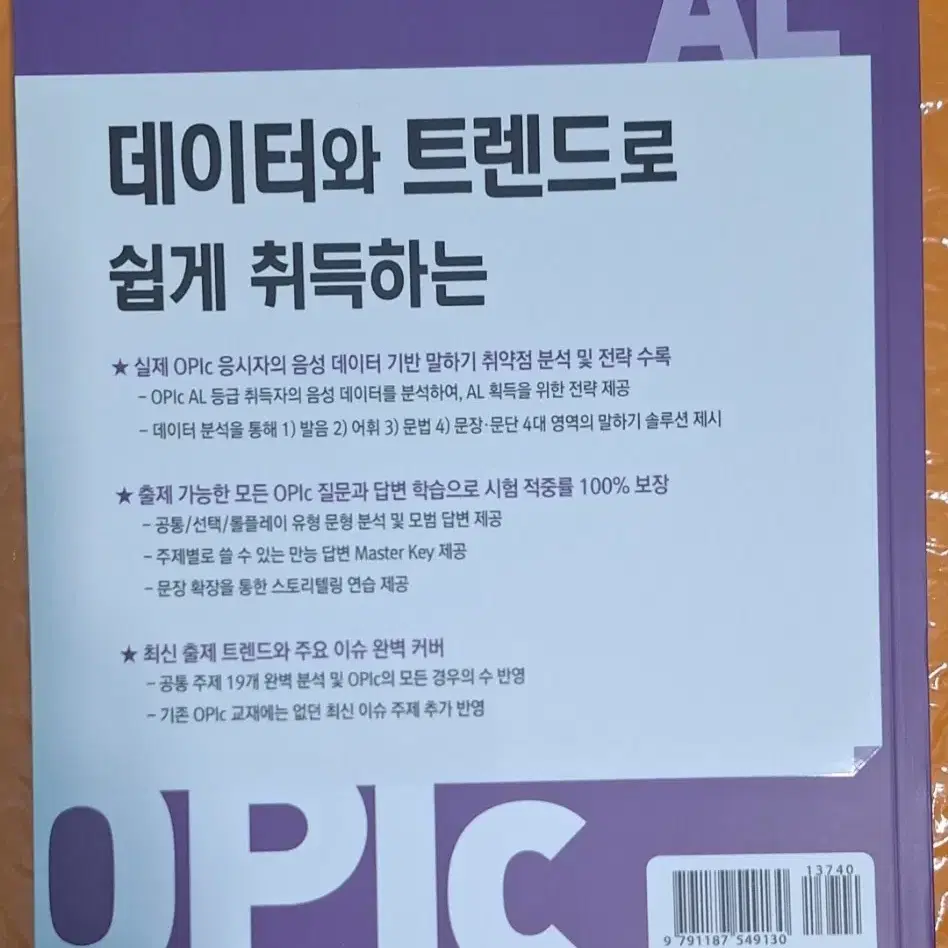 AL
데이터와 트렌드로
쉽게 취득하는
★ 실제 OPIc 응시자의 음성 데이터 기반 말하기 취약점 분석 및 전략 수록
– OPIc AL 등급 취득자의 음성 데이터를 분석하여, AL 획득을 위한 전략 제공
– 데이터 분석을 통해 1) 발음 2) 어휘 3) 문법 4) 문장·문단 4대 영역의 말하기 솔루션 제시
★ 출제 가능한 모든 OPIc 질문과 답변 학습으로 시험 적중률 100% 보장
– 공통/선택/롤플레이 유형 문형 분석 및 모범 답변 제공
– 주제별로 쓸 수 있는 만능 답변 Master Key 제공
– 문장 확장을 통한 스토리텔링 연습 제공
★ 최신 출제 트렌드와 주요 이슈 완벽 커버
– 공통 주제 19개 완벽 분석 및 OPIc의 모든 경우의 수 반영
– 기존 OPIc 교재에는 없던 최신 이슈 주제 추가 반영
OPIc
13740
9 791187 549130